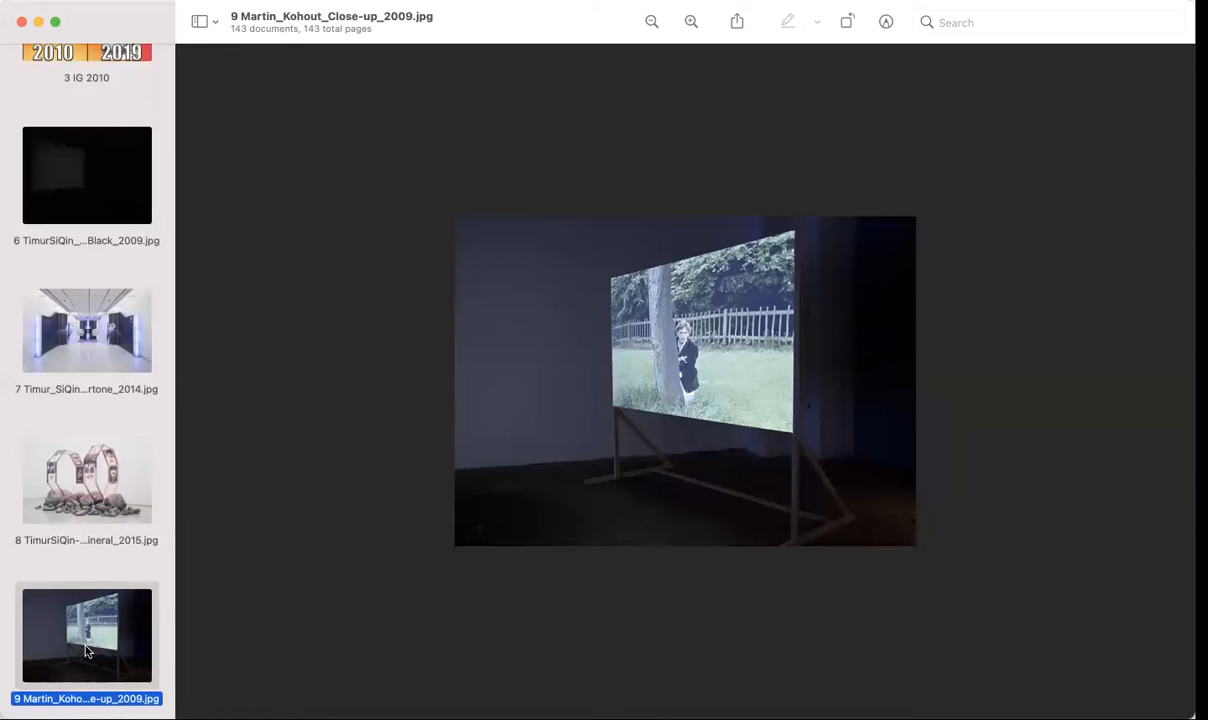 9 Martin_Kohout_Close-up_2009.jpg
143 documents, 143 total pages
Search
2010 2019
3 IG 2010
6 TimurSiQin_...Black_2009.jpg
7 Timur_SiQin...rtone_2014.jpg
8 TimurSiQin-...ineral_2015.jpg
9 Martin_Koho...e-up_2009.jpg